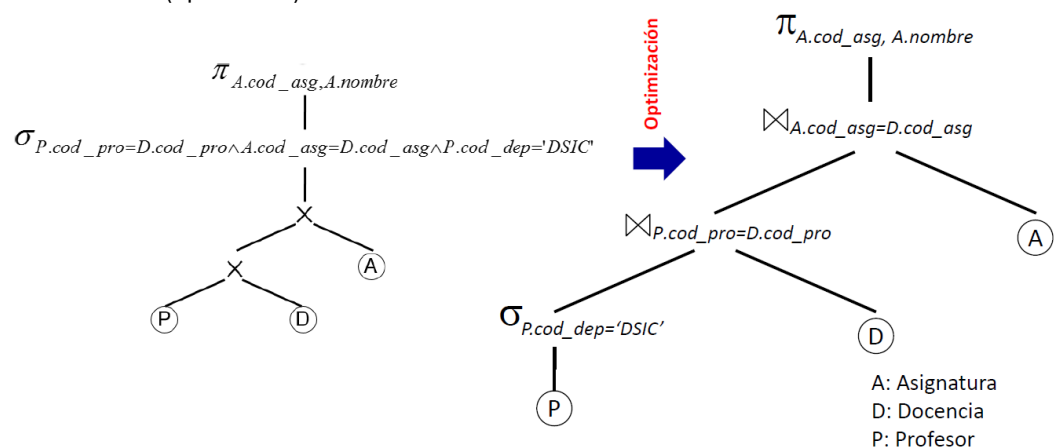 Optimización
π A.cod_asg,A.nombre
σ P.cod_pro=D.cod_pro∧A.cod_asg=D.cod_asg∧P.cod_dep='DSIC'
X
X
A
P
D
π A.cod_asg, A.nombre
⋈ A.cod_asg=D.cod_asg
⋈ P.cod_pro=D.cod_pro
A
σ P.cod_dep=‘DSIC’
D
P
A: Asignatura
D: Docencia
P: Profesor